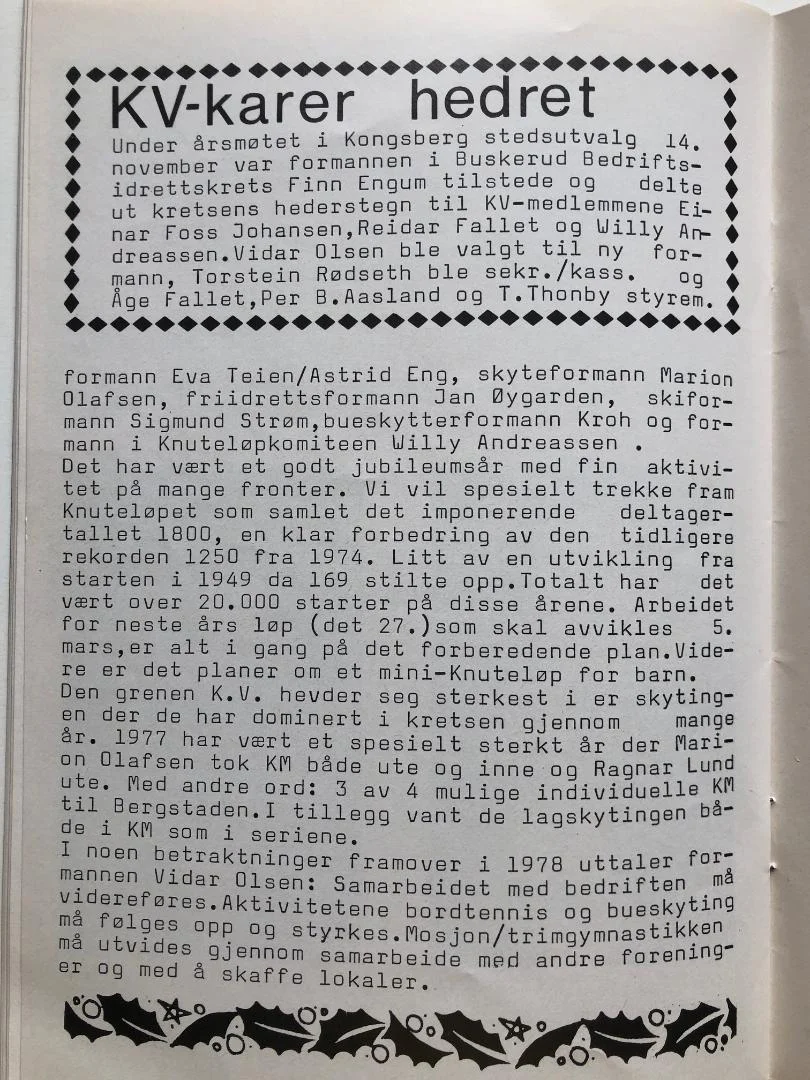 KV-karer hedret
Under årsmøtet i Kongsberg stedsutvalg 14.
november var formannen i Buskerud Bedrifts-
idrettskrets Finn Engum tilstede og delte
ut kretsens hederstegn til KV-medlemmene Ei-
nar Foss Johansen,Reidar Fallet og Willy An-
dreassen.Vidar Olsen ble valgt til ny for-
mann, Torstein Rødseth ble sekr./kass. og
Åge Fallet,Per B.Aasland og T.Thonby styrem.
formann Eva Teien/Astrid Eng, skyteformann Marion
Olafsen, friidrettsformann Jan Øygarden, skifor-
mann Sigmund Strøm,bueskytterformann Kroh og for-
mann i Knuteløpkomiteen Willy Andreassen .
Det har vært et godt jubileumsår med fin aktivi-
tet på mange fronter. Vi vil spesielt trekke fram
Knuteløpet som samlet det imponerende deltager-
tallet 1800, en klar forbedring av den tidligere
rekorden 1250 fra 1974. Litt av en utvikling fra
starten i 1949 da 169 stilte opp.Totalt har det
vært over 20.000 starter på disse årene. Arbeidet
for neste års løp (det 27.)som skal avvikles 5.
mars,er alt i gang på det forberedende plan.Vide-
re er det planer om et mini-Knuteløp for barn.
Den grenen K.V. hevder seg sterkest i er skyting-
en der de har dominert i kretsen gjennom mange
år. 1977 har vært et spesielt sterkt år der Mari-
on Olafsen tok KM både ute og inne og Ragnar Lund
ute. Med andre ord: 3 av 4 mulige individuelle KM
til Bergstaden.I tillegg vant de lagskytingen bå-
de i KM som i seriene.
I noen betraktninger framover i 1978 uttaler for-
mannen Vidar Olsen: Samarbeidet med bedriften må
videreføres.Aktivitetene bordtennis og bueskyting
må følges opp og styrkes.Mosjon/trimgymnastikken
må utvides gjennom samarbeide med andre forening-
er og med å skaffe lokaler.